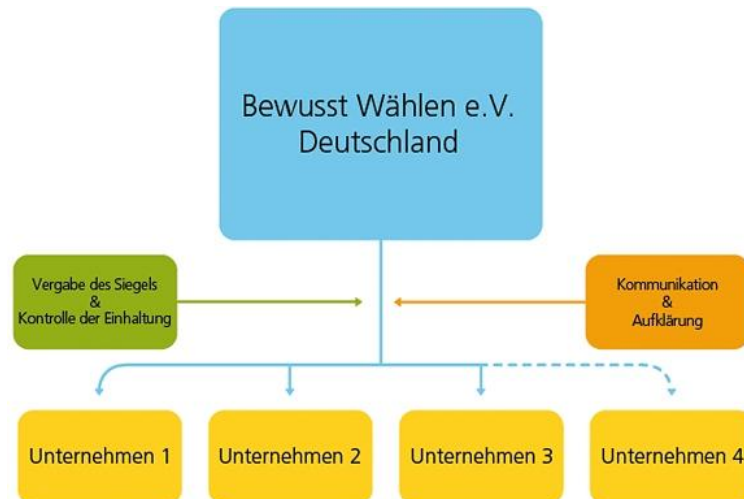 Bewusst Wählen e.V.
Deutschland
Vergabe des Siegels
&
Kontrolle der Einhaltung
Kommunikation
&
Aufklärung
Unternehmen 1
Unternehmen 2
Unternehmen 3
Unternehmen 4